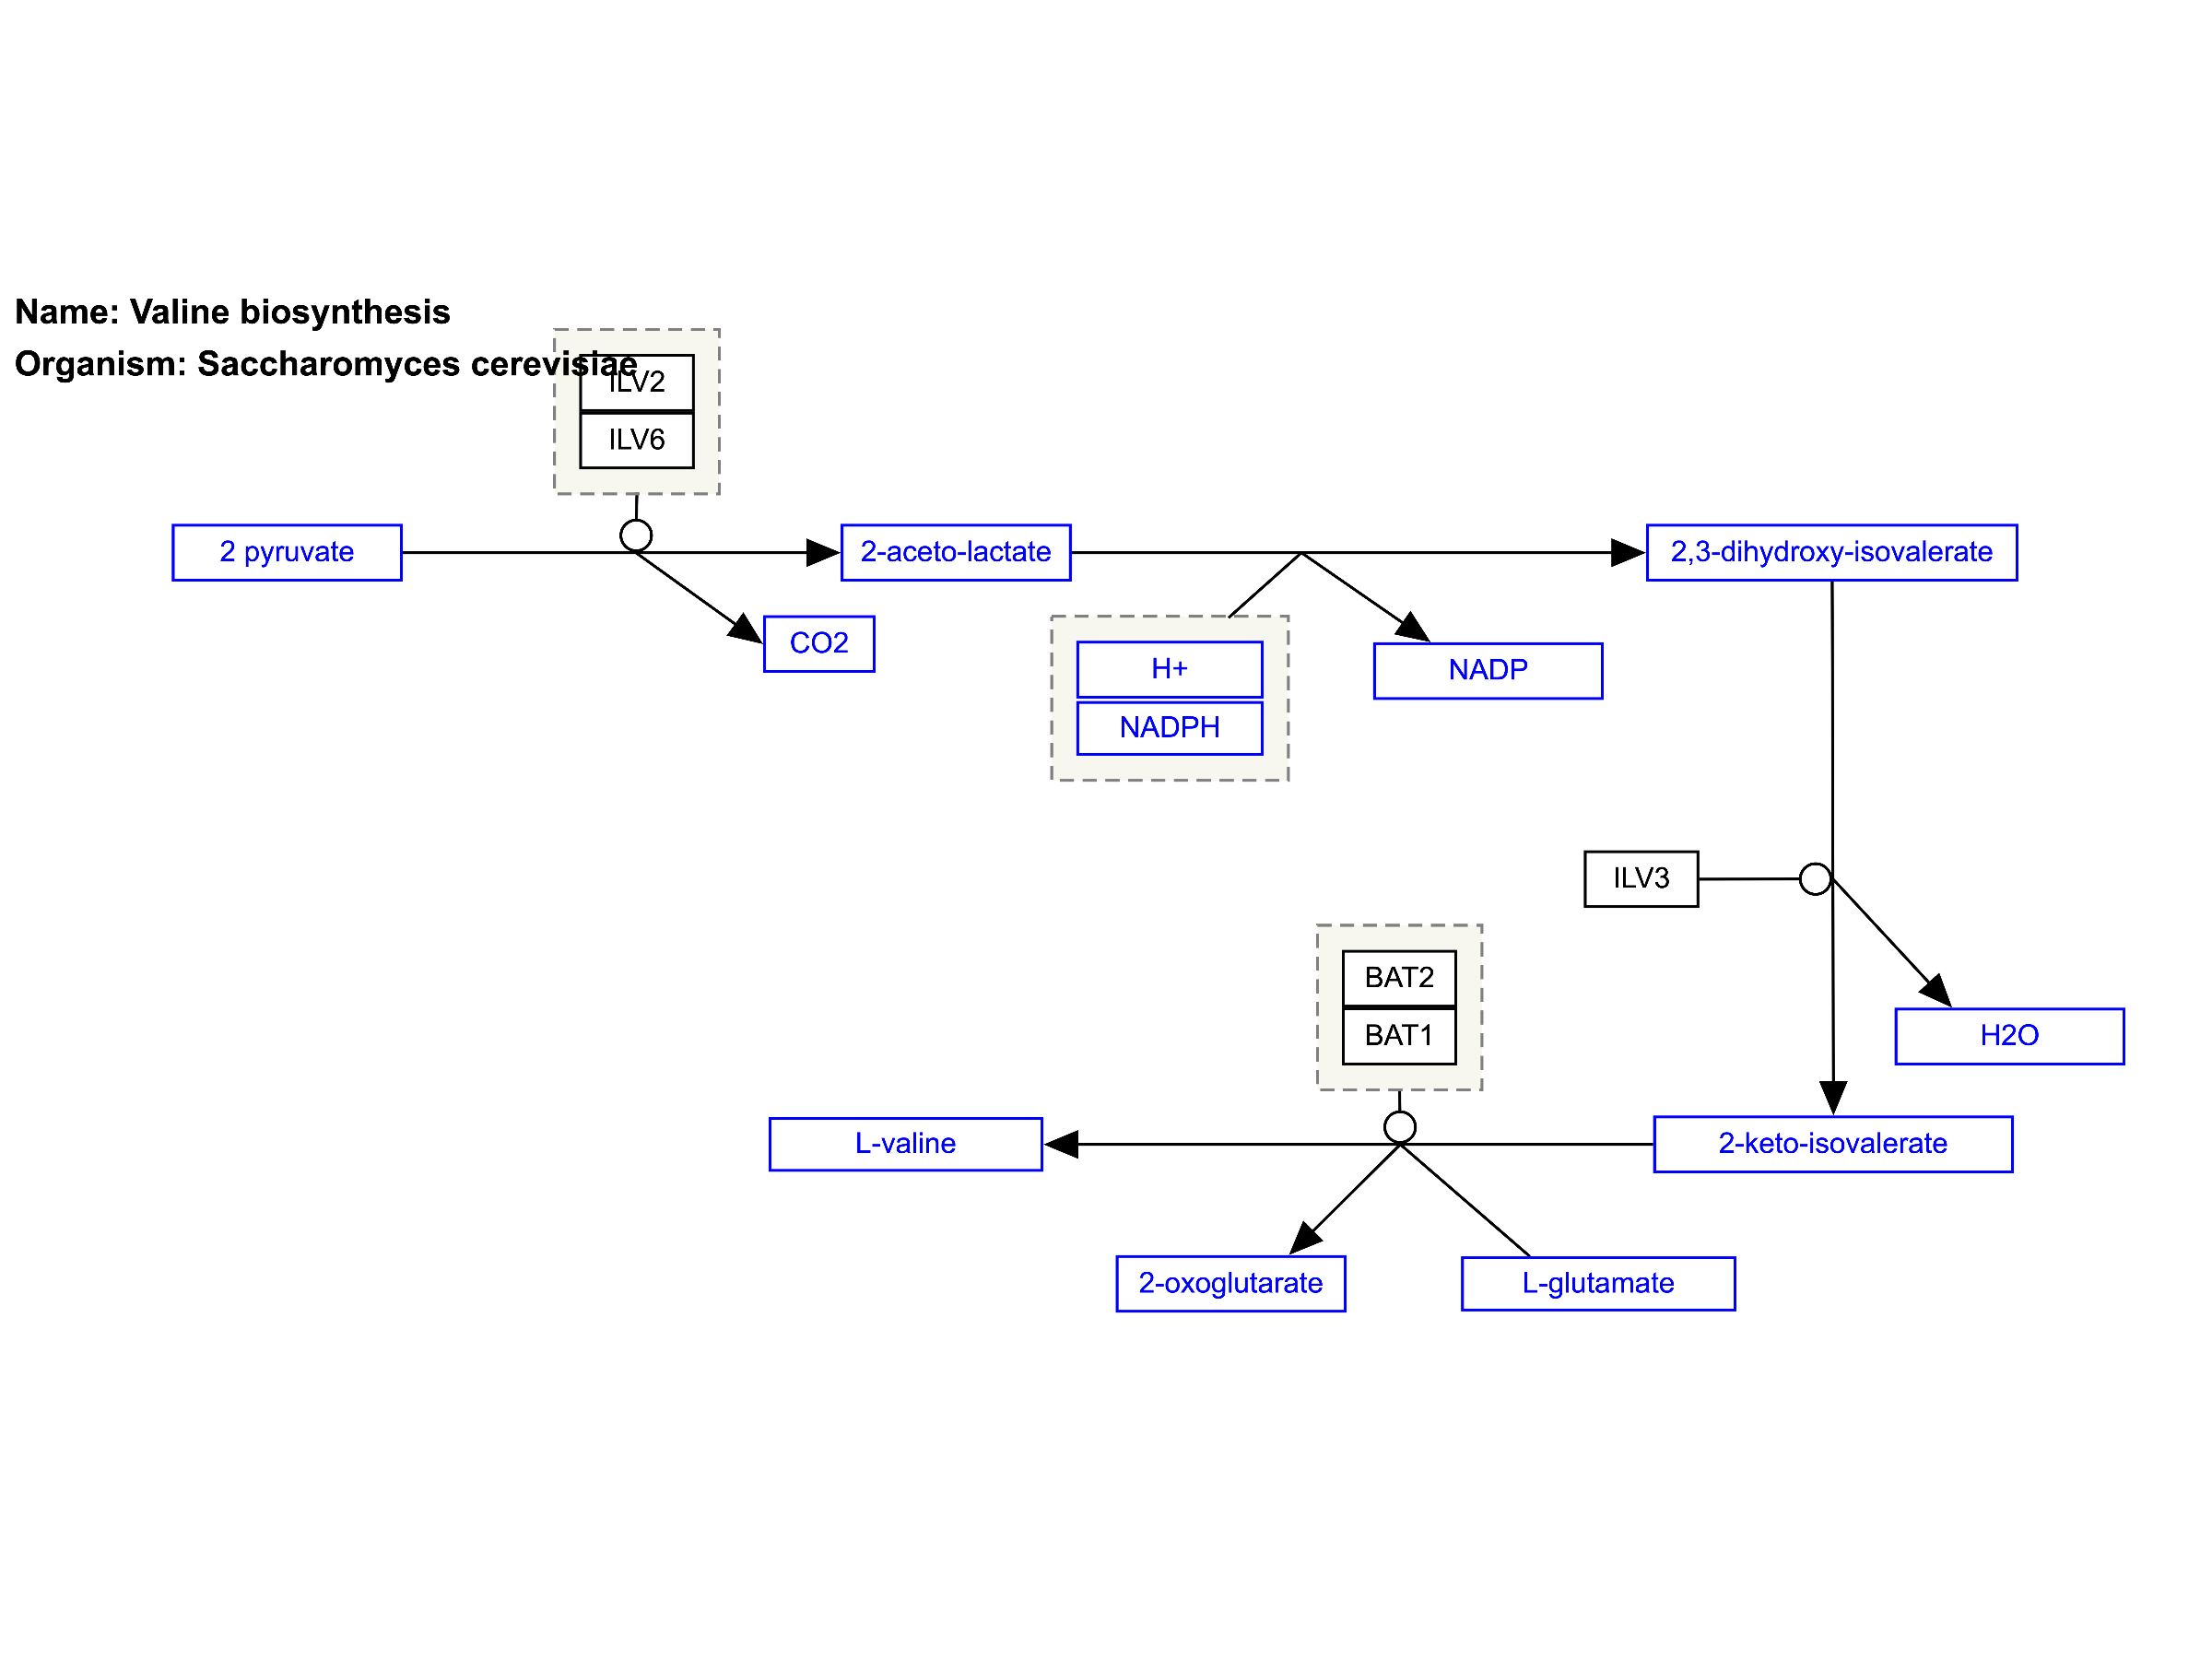 Name: Valine biosynthesis
Organism: Saccharomyces cerevisiae
ILV2
ILV6
2 pyruvate
2-aceto-lactate
2,3-dihydroxy-isovalerate
CO2
H+
NADP
NADPH
ILV3
BAT2
BAT1
H2O
L-valine
2-keto-isovalerate
2-oxoglutarate
L-glutamate